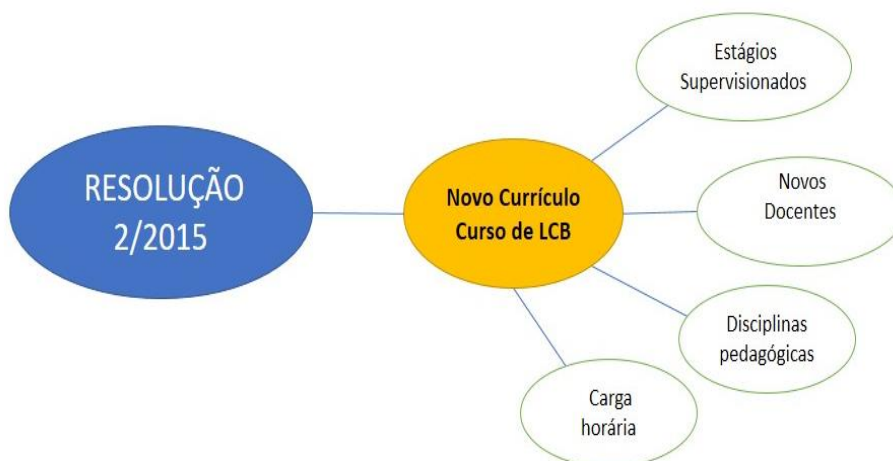 RESOLUÇÃO
2/2015
Novo Currículo
Curso de LCB
Estágios
Supervisionados
Novos
Docentes
Disciplinas
pedagógicas
Carga
horária